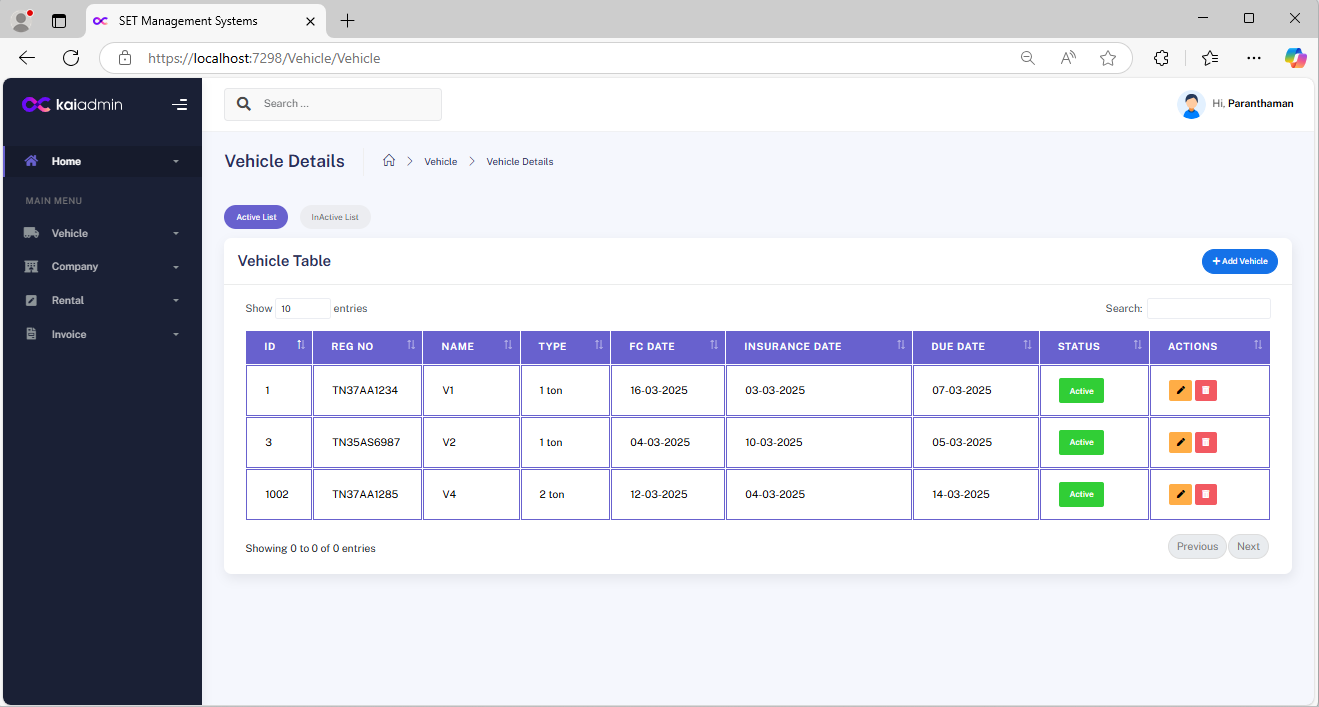 SET Management Systems
https://localhost:7298/Vehicle/Vehicle
kaiadmin
Search ...
Hi, Paranthaman
Home
MAIN MENU
Vehicle
Company
Rental
Invoice
Vehicle Details
Vehicle
Vehicle Details
Active List
InActive List
Vehicle Table
Add Vehicle
Show 10 entries
Search:
ID REG NO NAME TYPE FC DATE INSURANCE DATE DUE DATE STATUS ACTIONS
1 TN37AA1234 V1 1 ton 16-03-2025 03-03-2025 07-03-2025 Active
3 TN35AS6987 V2 1 ton 04-03-2025 10-03-2025 05-03-2025 Active
1002 TN37AA1285 V4 2 ton 12-03-2025 04-03-2025 14-03-2025 Active
Showing 0 to 0 of 0 entries
Previous Next